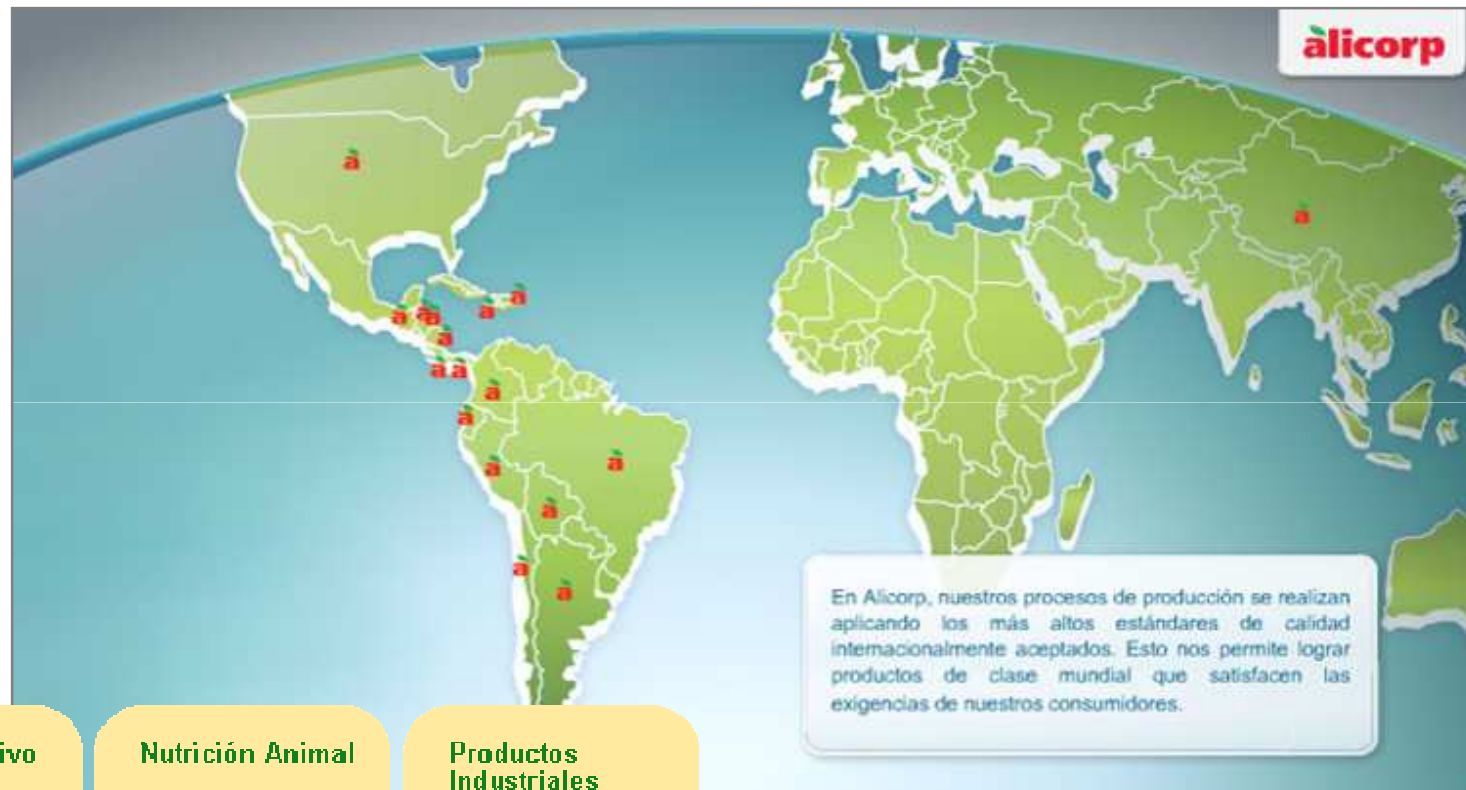 alicorp
En Alicorp, nuestros procesos de producción se realizan
aplicando los más altos estándares de calidad
internacionalmente aceptados. Esto nos permite lograr
productos de clase mundial que satisfacen las
exigencias de nuestros consumidores.
ivo
Nutrición Animal
Productos
Industriales